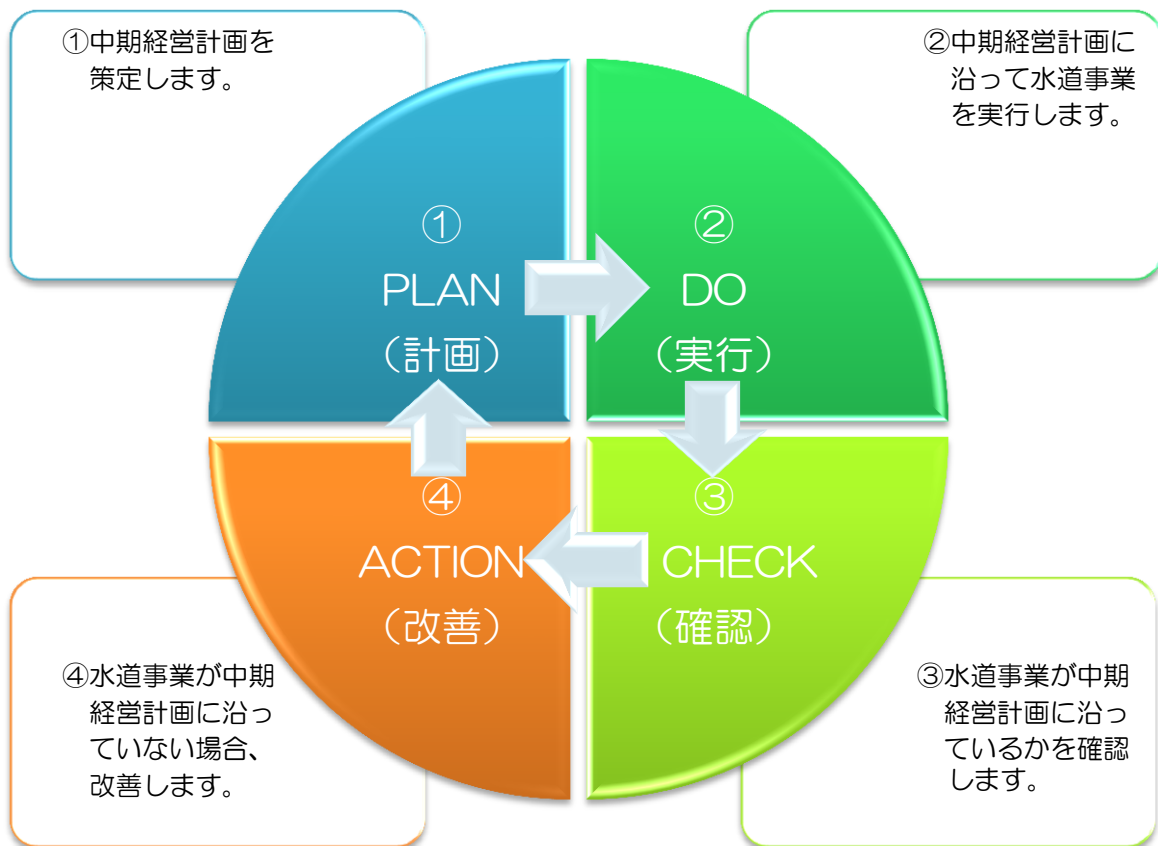 ①中期経営計画を
策定します。
②中期経営計画に
沿って水道事業
を実行します。
①
PLAN
（計画）
②
DO
（実行）
③
CHECK
（確認）
④
ACTION
（改善）
④水道事業が中期
経営計画に沿っ
ていない場合、
改善します。
③水道事業が中期
経営計画に沿っ
ているかを確認
します。